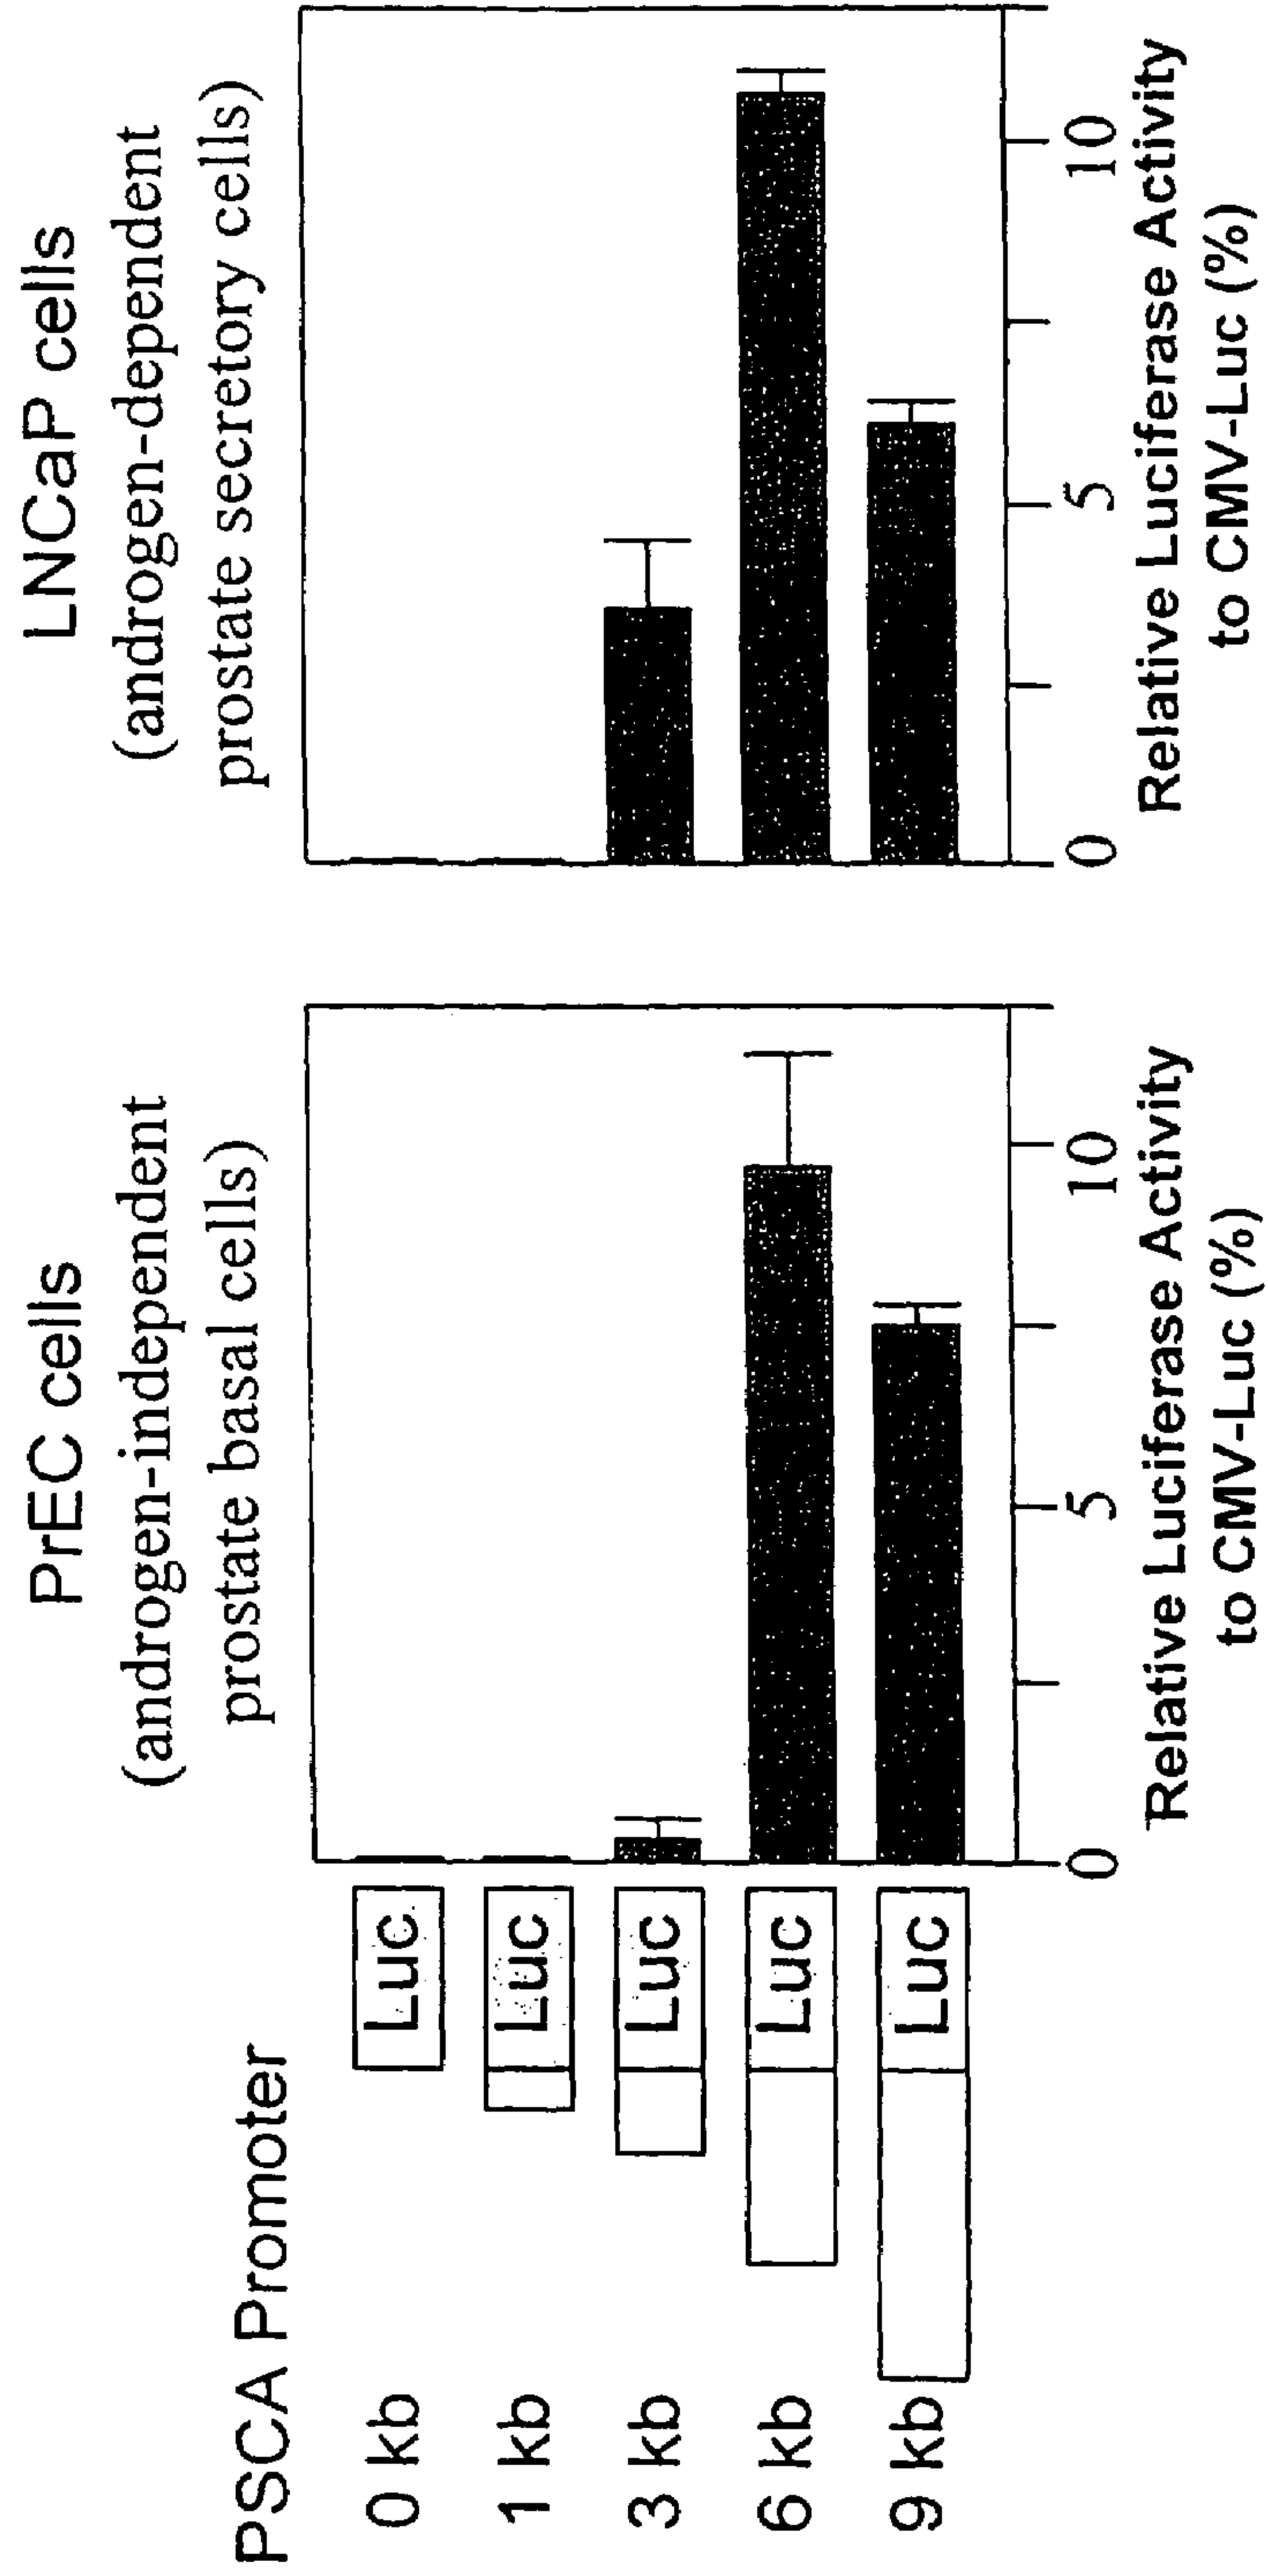 PrEC cells
(androgen-independent
prostate basal cells)
LNCaP cells
(androgen-dependent
prostate secretory cells)
PSCA Promoter
0 kb Luc
1 kb Luc
3 kb Luc
6 kb Luc
9 kb Luc
0 5 10
Relative Luciferase Activity
to CMV-Luc (%)
0 5 10
Relative Luciferase Activity
to CMV-Luc (%)